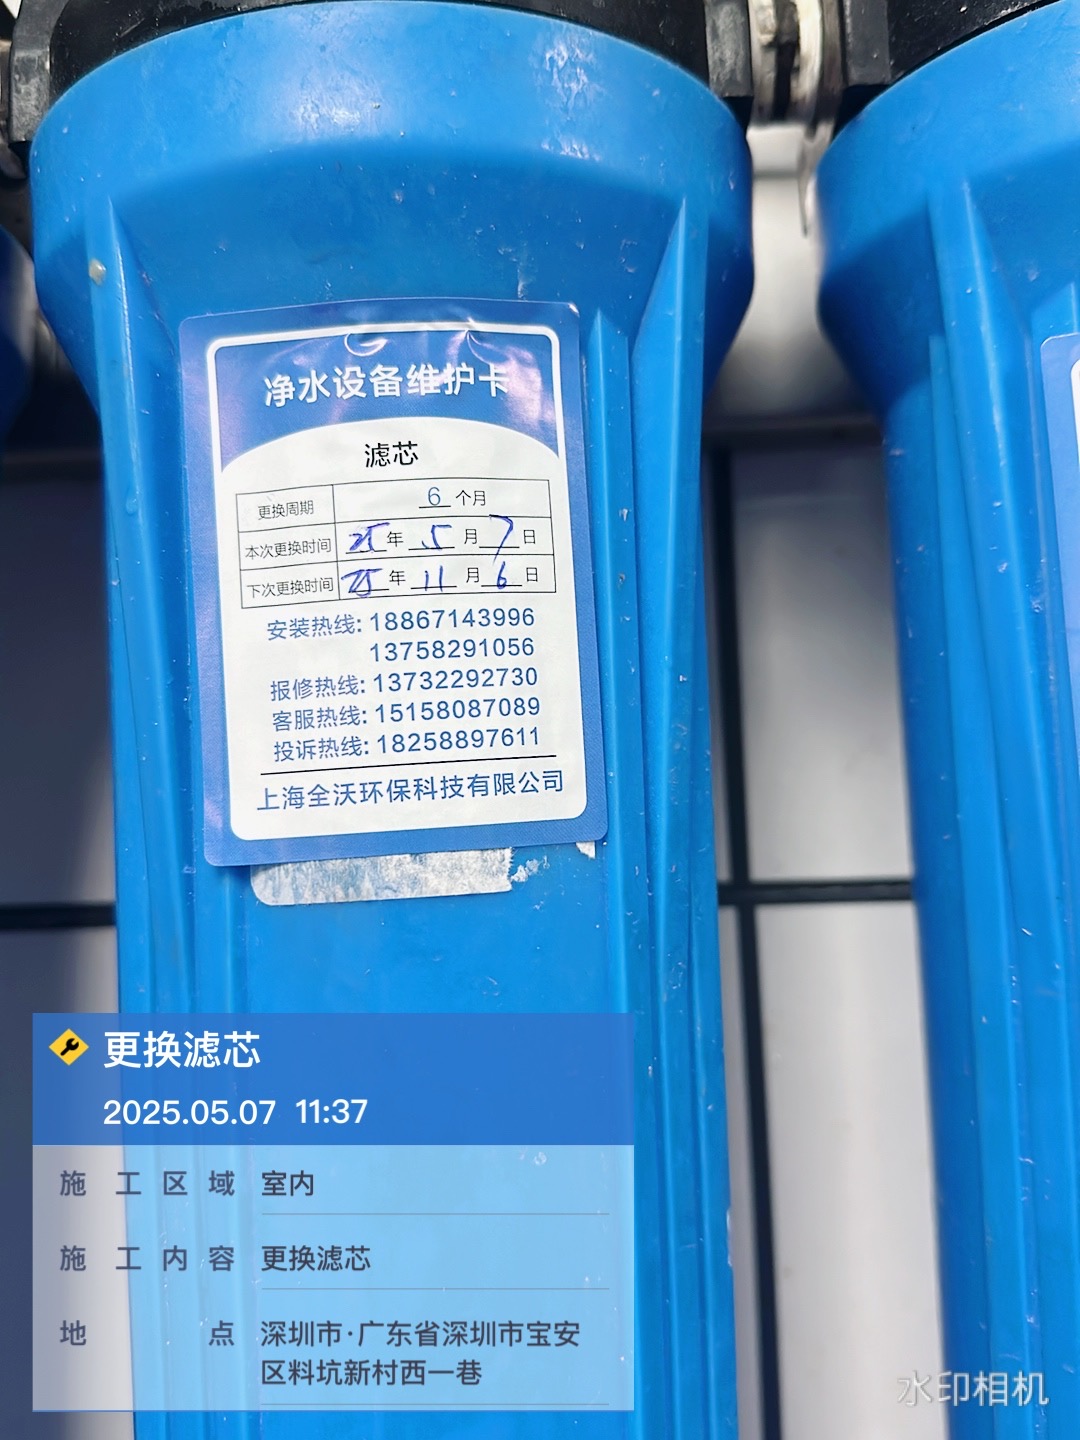 净水设备维护卡
滤芯
更换周期 6 个月
本次更换时间 25 年 5 月 7 日
下次更换时间 25 年 11 月 6 日
安装热线: 18867143996
13758291056
报修热线: 13732292730
客服热线: 15158087089
投诉热线: 18258897611
上海全沃环保科技有限公司
更换滤芯
2025.05.07 11:37
施工区域 室内
施工内容 更换滤芯
地点 深圳市·广东省深圳市宝安
区料坑新村西一巷
水印相机